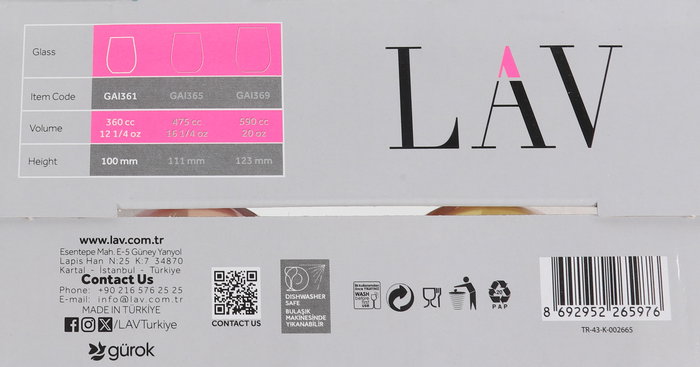 Glass
LAV
Item Code GAI361 GAI365 GAI369
Volume 360 cc 475 cc 590 cc
12 1/4 oz 16 1/4 oz 20 oz
Height 100 mm 111 mm 123 mm
www.lav.com.tr
Esentepe Mah. E-5 Güney Yanyol
Lapis Han N:25 K:7 34870
Kartal - İstanbul - Türkiye
Contact Us
Phone: +90 216 576 25 25
E-mail: info@lav.com.tr
MADE IN TÜRKİYE
/LAVTurkiye
gürok
CONTACT US
DISHWASHER
SAFE
BULAŞIK
MAKİNESİNDE
YIKANABİLİR
WASH
PAP
8 692952 265976
TR-43-K-002665